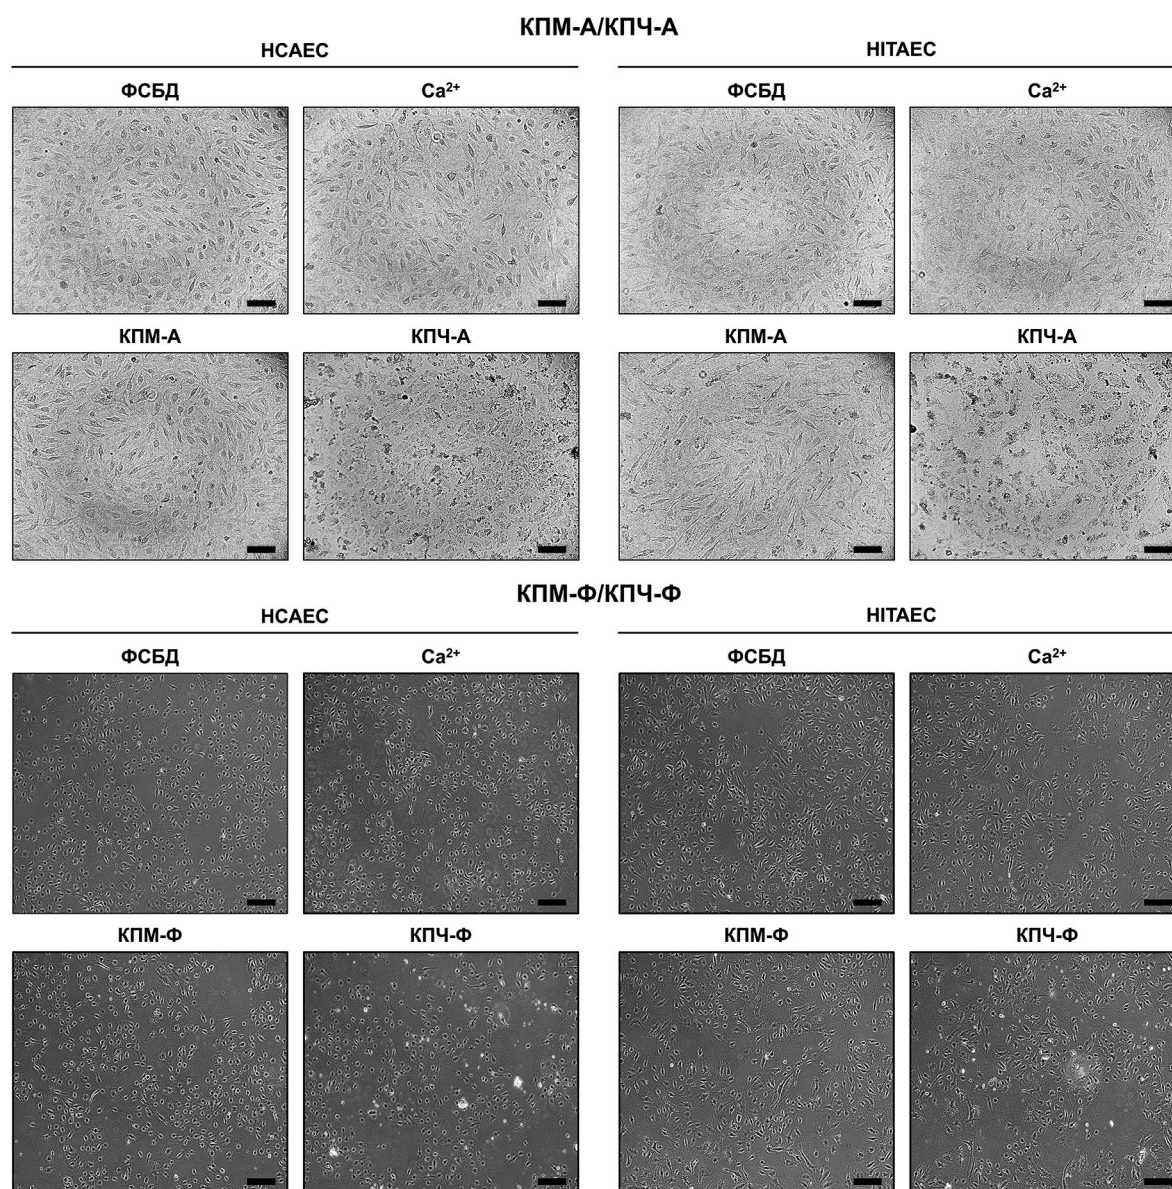 КПМ-А/КПЧ-А
HCAEC
HITAEC
ФСБД
Ca²⁺
ФСБД
Ca²⁺
КПМ-А
КПЧ-А
КПМ-А
КПЧ-А
КПМ-Ф/КПЧ-Ф
HCAEC
HITAEC
ФСБД
Ca²⁺
ФСБД
Ca²⁺
КПМ-Ф
КПЧ-Ф
КПМ-Ф
КПЧ-Ф